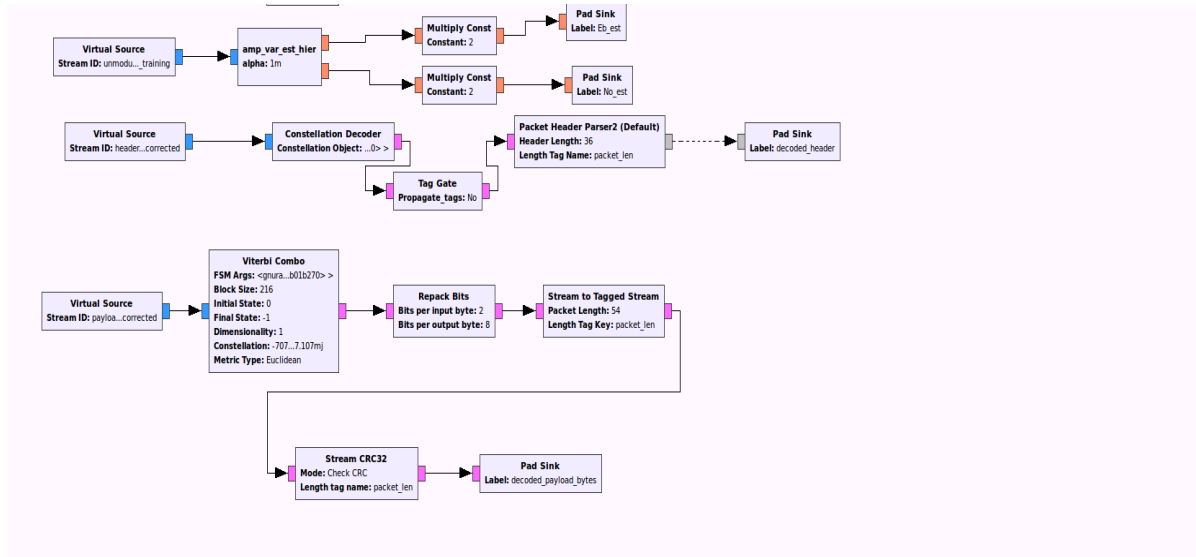 Virtual Source
Stream ID: unmodu..._training
amp_var_est_hier
alpha: 1m
Multiply Const
Constant: 2
Pad Sink
Label: Eb_est
Multiply Const
Constant: 2
Pad Sink
Label: No_est
Virtual Source
Stream ID: header...corrected
Constellation Decoder
Constellation Object: ...0> >
Tag Gate
Propagate_tags: No
Packet Header Parser2 (Default)
Header Length: 36
Length Tag Name: packet_len
Pad Sink
Label: decoded_header
Virtual Source
Stream ID: payloa...corrected
Viterbi Combo
FSM Args: <gnura...b01b270> >
Block Size: 216
Initial State: 0
Final State: -1
Dimensionality: 1
Constellation: -707...7.107mj
Metric Type: Euclidean
Repack Bits
Bits per input byte: 2
Bits per output byte: 8
Stream to Tagged Stream
Packet Length: 54
Length Tag Key: packet_len
Stream CRC32
Mode: Check CRC
Length tag name: packet_len
Pad Sink
Label: decoded_payload_bytes